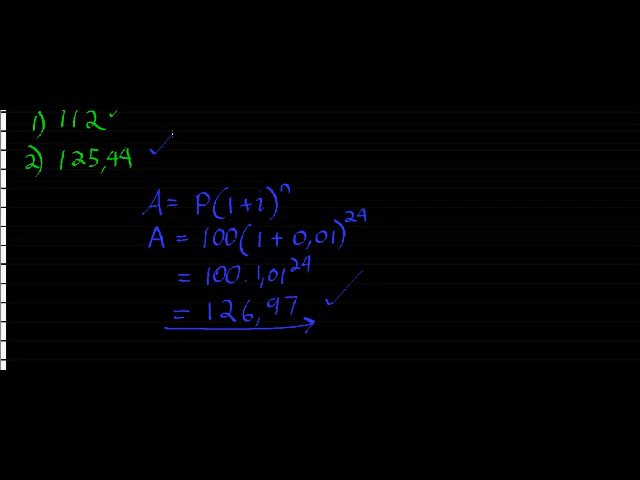 1) 112 ✓
2) 125,44 ✓
A = P(1+i)^n
A = 100(1 + 0,01)^24
= 100 · 1,01^24
= 126,97 ✓